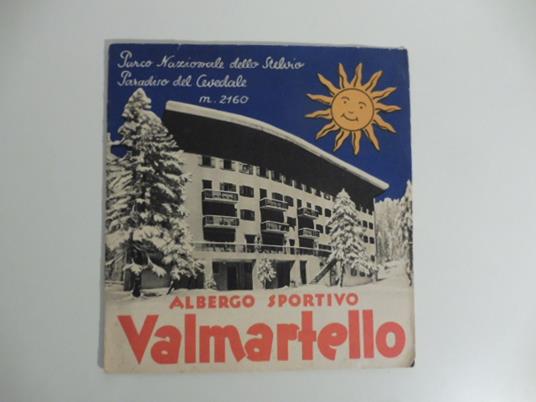 Parco Nazionale dello Stelvio
Paradiso del Cevedale
m. 2160
ALBERGO SPORTIVO
Valmartello